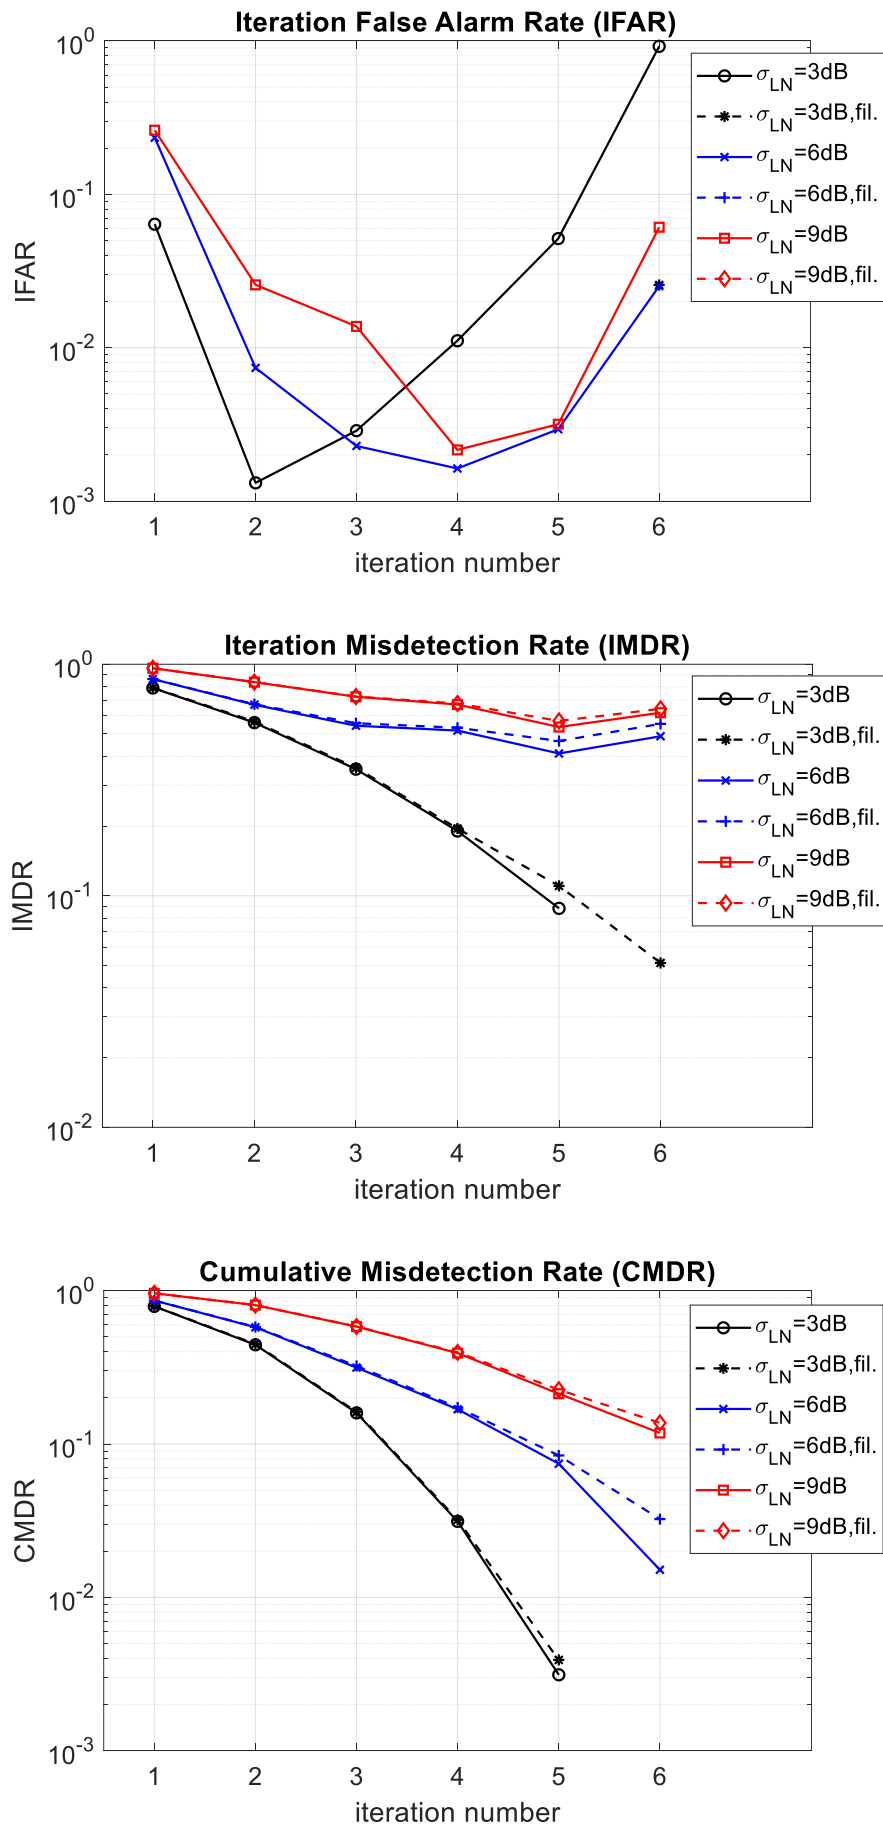 Iteration False Alarm Rate (IFAR)
10^0
10^-1
10^-2
10^-3
IFAR
1 2 3 4 5 6
iteration number
σ_LN=3dB
σ_LN=3dB,fil.
σ_LN=6dB
σ_LN=6dB,fil.
σ_LN=9dB
σ_LN=9dB,fil.
Iteration Misdetection Rate (IMDR)
10^0
10^-1
10^-2
IMDR
1 2 3 4 5 6
iteration number
σ_LN=3dB
σ_LN=3dB,fil.
σ_LN=6dB
σ_LN=6dB,fil.
σ_LN=9dB
σ_LN=9dB,fil.
Cumulative Misdetection Rate (CMDR)
10^0
10^-1
10^-2
10^-3
CMDR
1 2 3 4 5 6
iteration number
σ_LN=3dB
σ_LN=3dB,fil.
σ_LN=6dB
σ_LN=6dB,fil.
σ_LN=9dB
σ_LN=9dB,fil.